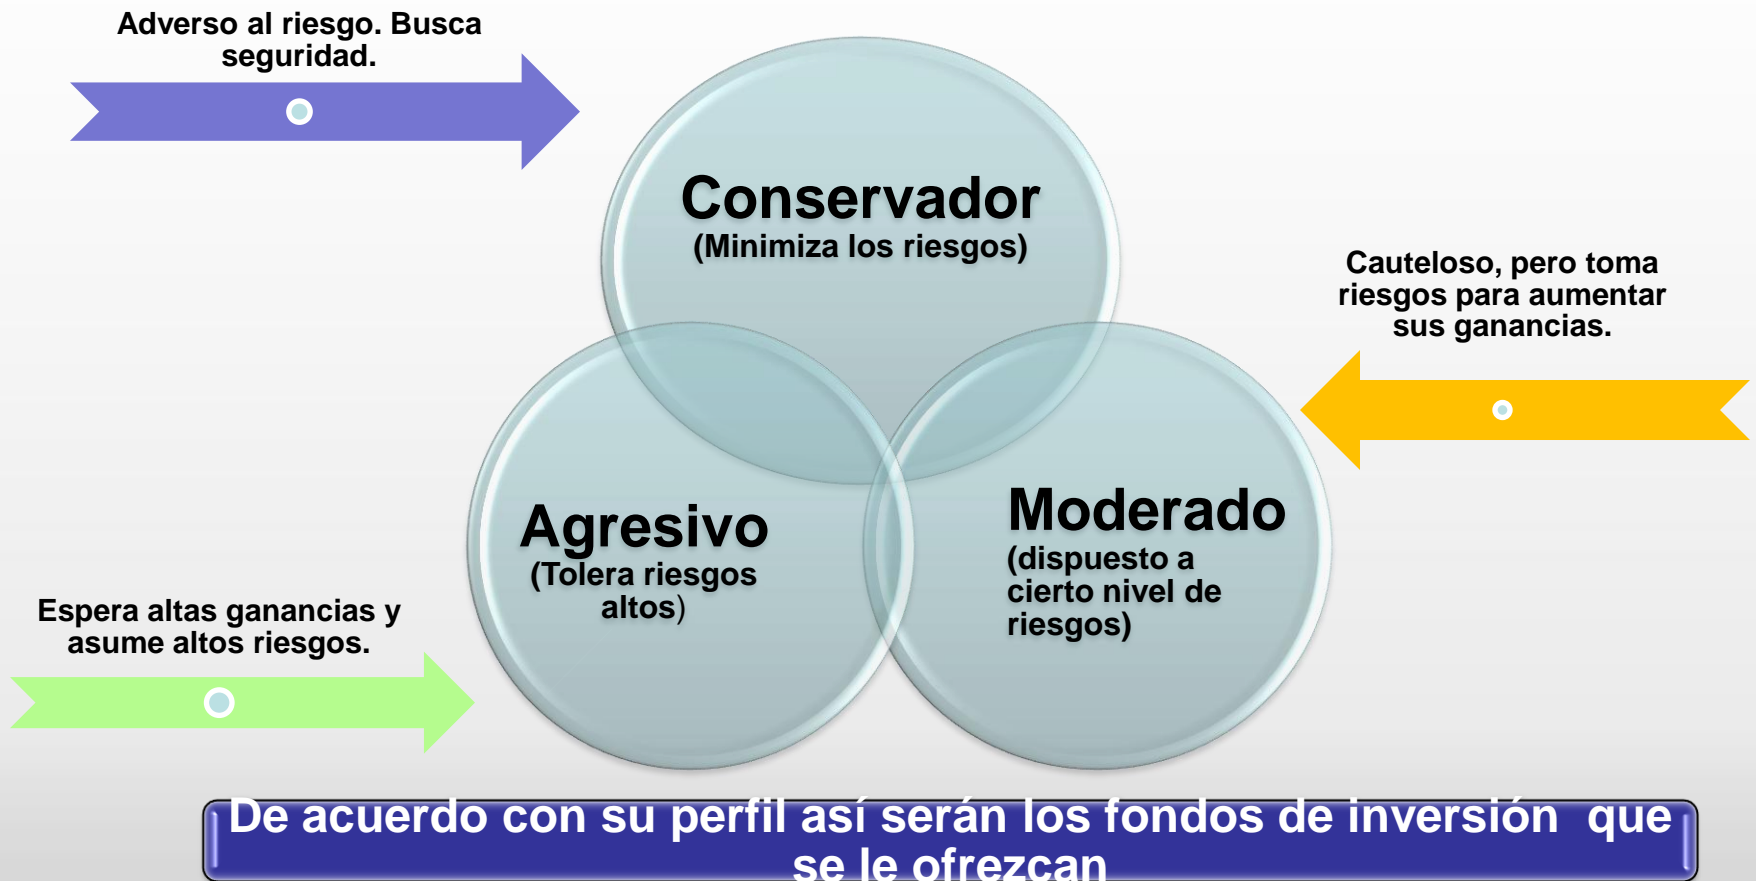 Adverso al riesgo. Busca
seguridad.
Conservador
(Minimiza los riesgos)
Cauteloso, pero toma
riesgos para aumentar
sus ganancias.
Agresivo
(Tolera riesgos
altos)
Moderado
(dispuesto a
cierto nivel de
riesgos)
Espera altas ganancias y
asume altos riesgos.
De acuerdo con su perfil así serán los fondos de inversión que
se le ofrezcan